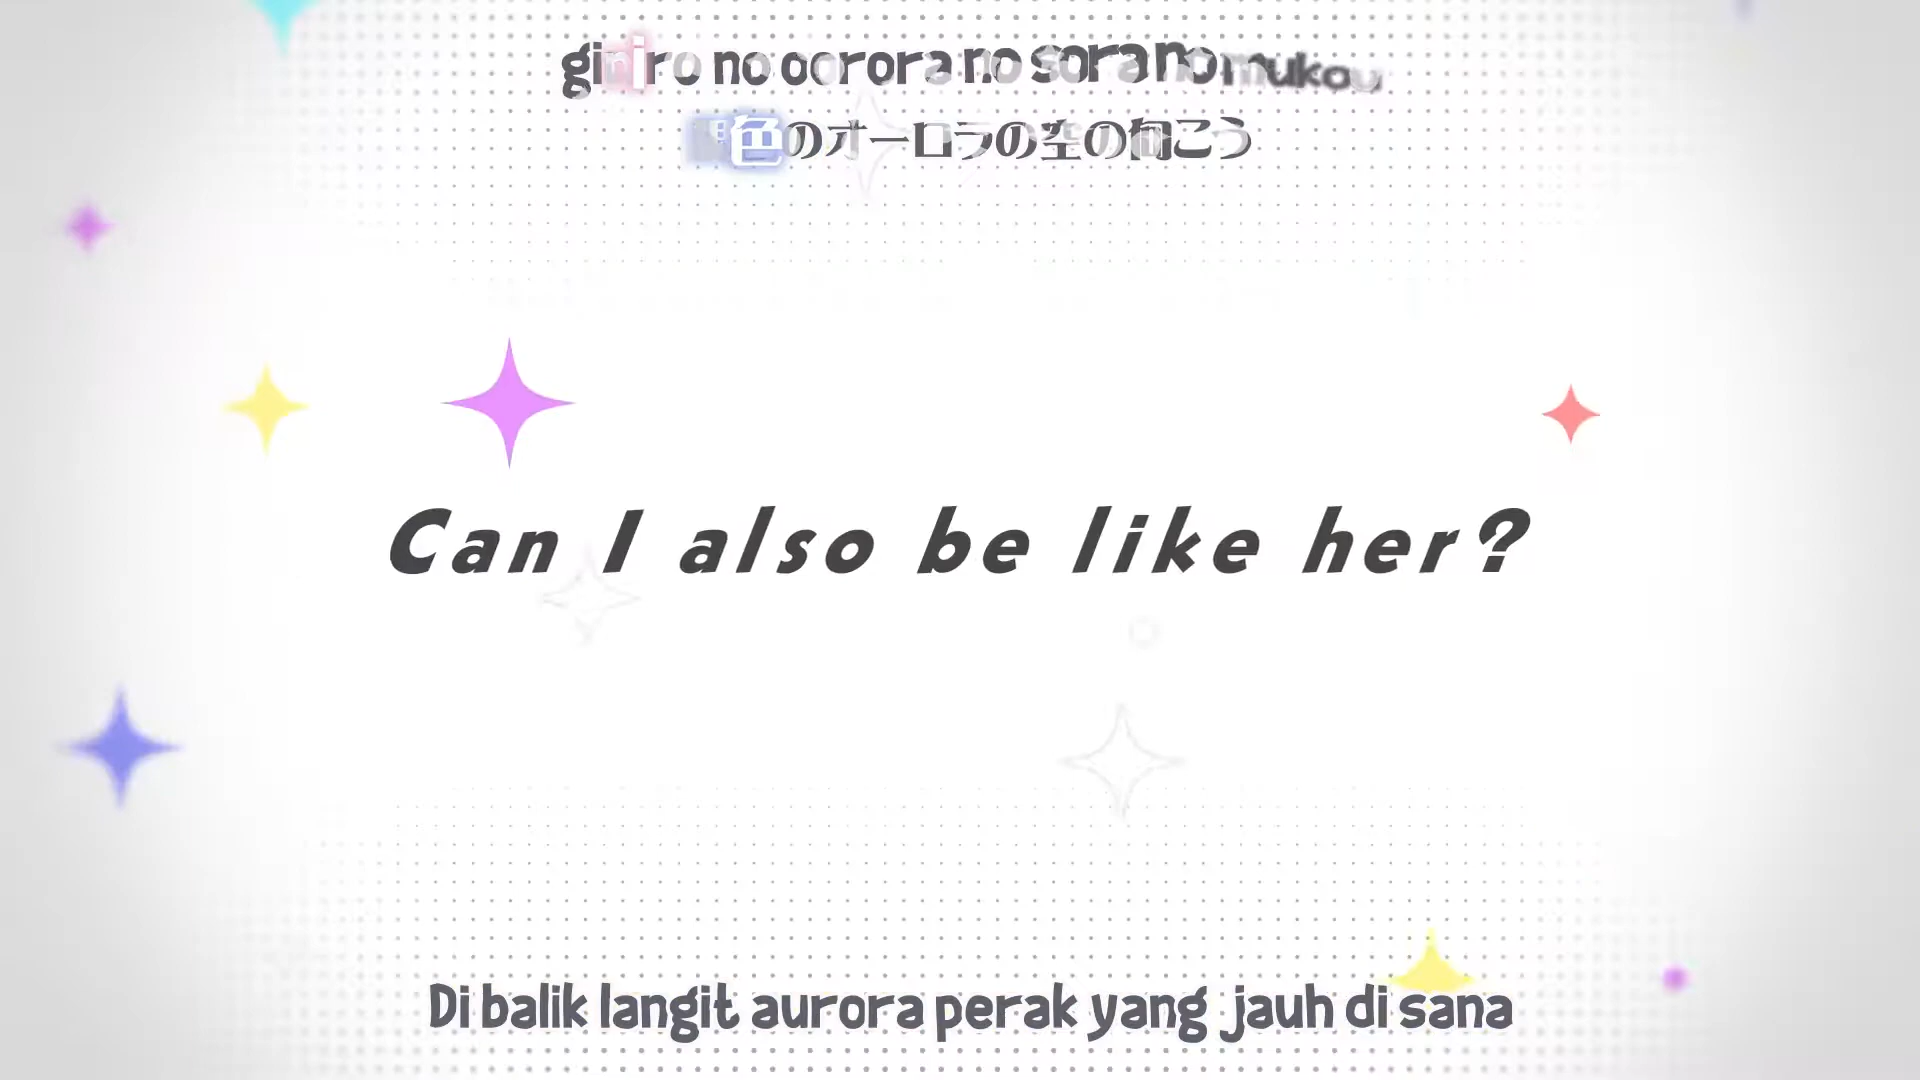 giniro no oorora no sora no mukou
色のオーロラの空の向こう
Can I also be like her?
Di balik langit aurora perak yang jauh di sana